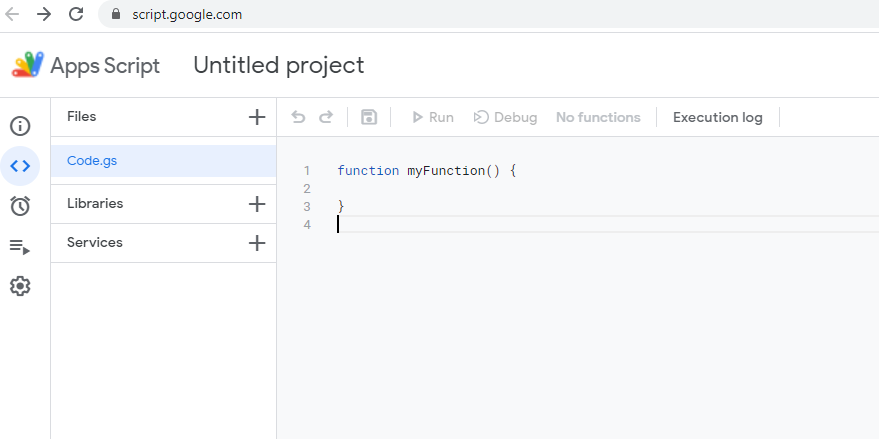 script.google.com
Apps Script Untitled project
Files
Code.gs
Libraries
Services
Run Debug No functions Execution log
1 function myFunction() {
2
3 }
4